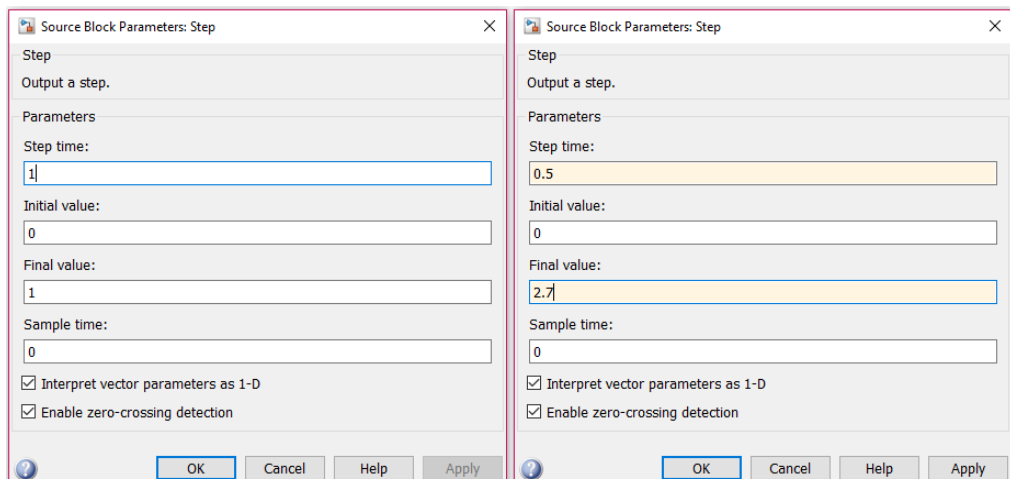 Source Block Parameters: Step
Step
Output a step.
Parameters
Step time:
1
Initial value:
0
Final value:
1
Sample time:
0
Interpret vector parameters as 1-D
Enable zero-crossing detection
OK Cancel Help Apply
Source Block Parameters: Step
Step
Output a step.
Parameters
Step time:
0.5
Initial value:
0
Final value:
2.7
Sample time:
0
Interpret vector parameters as 1-D
Enable zero-crossing detection
OK Cancel Help Apply